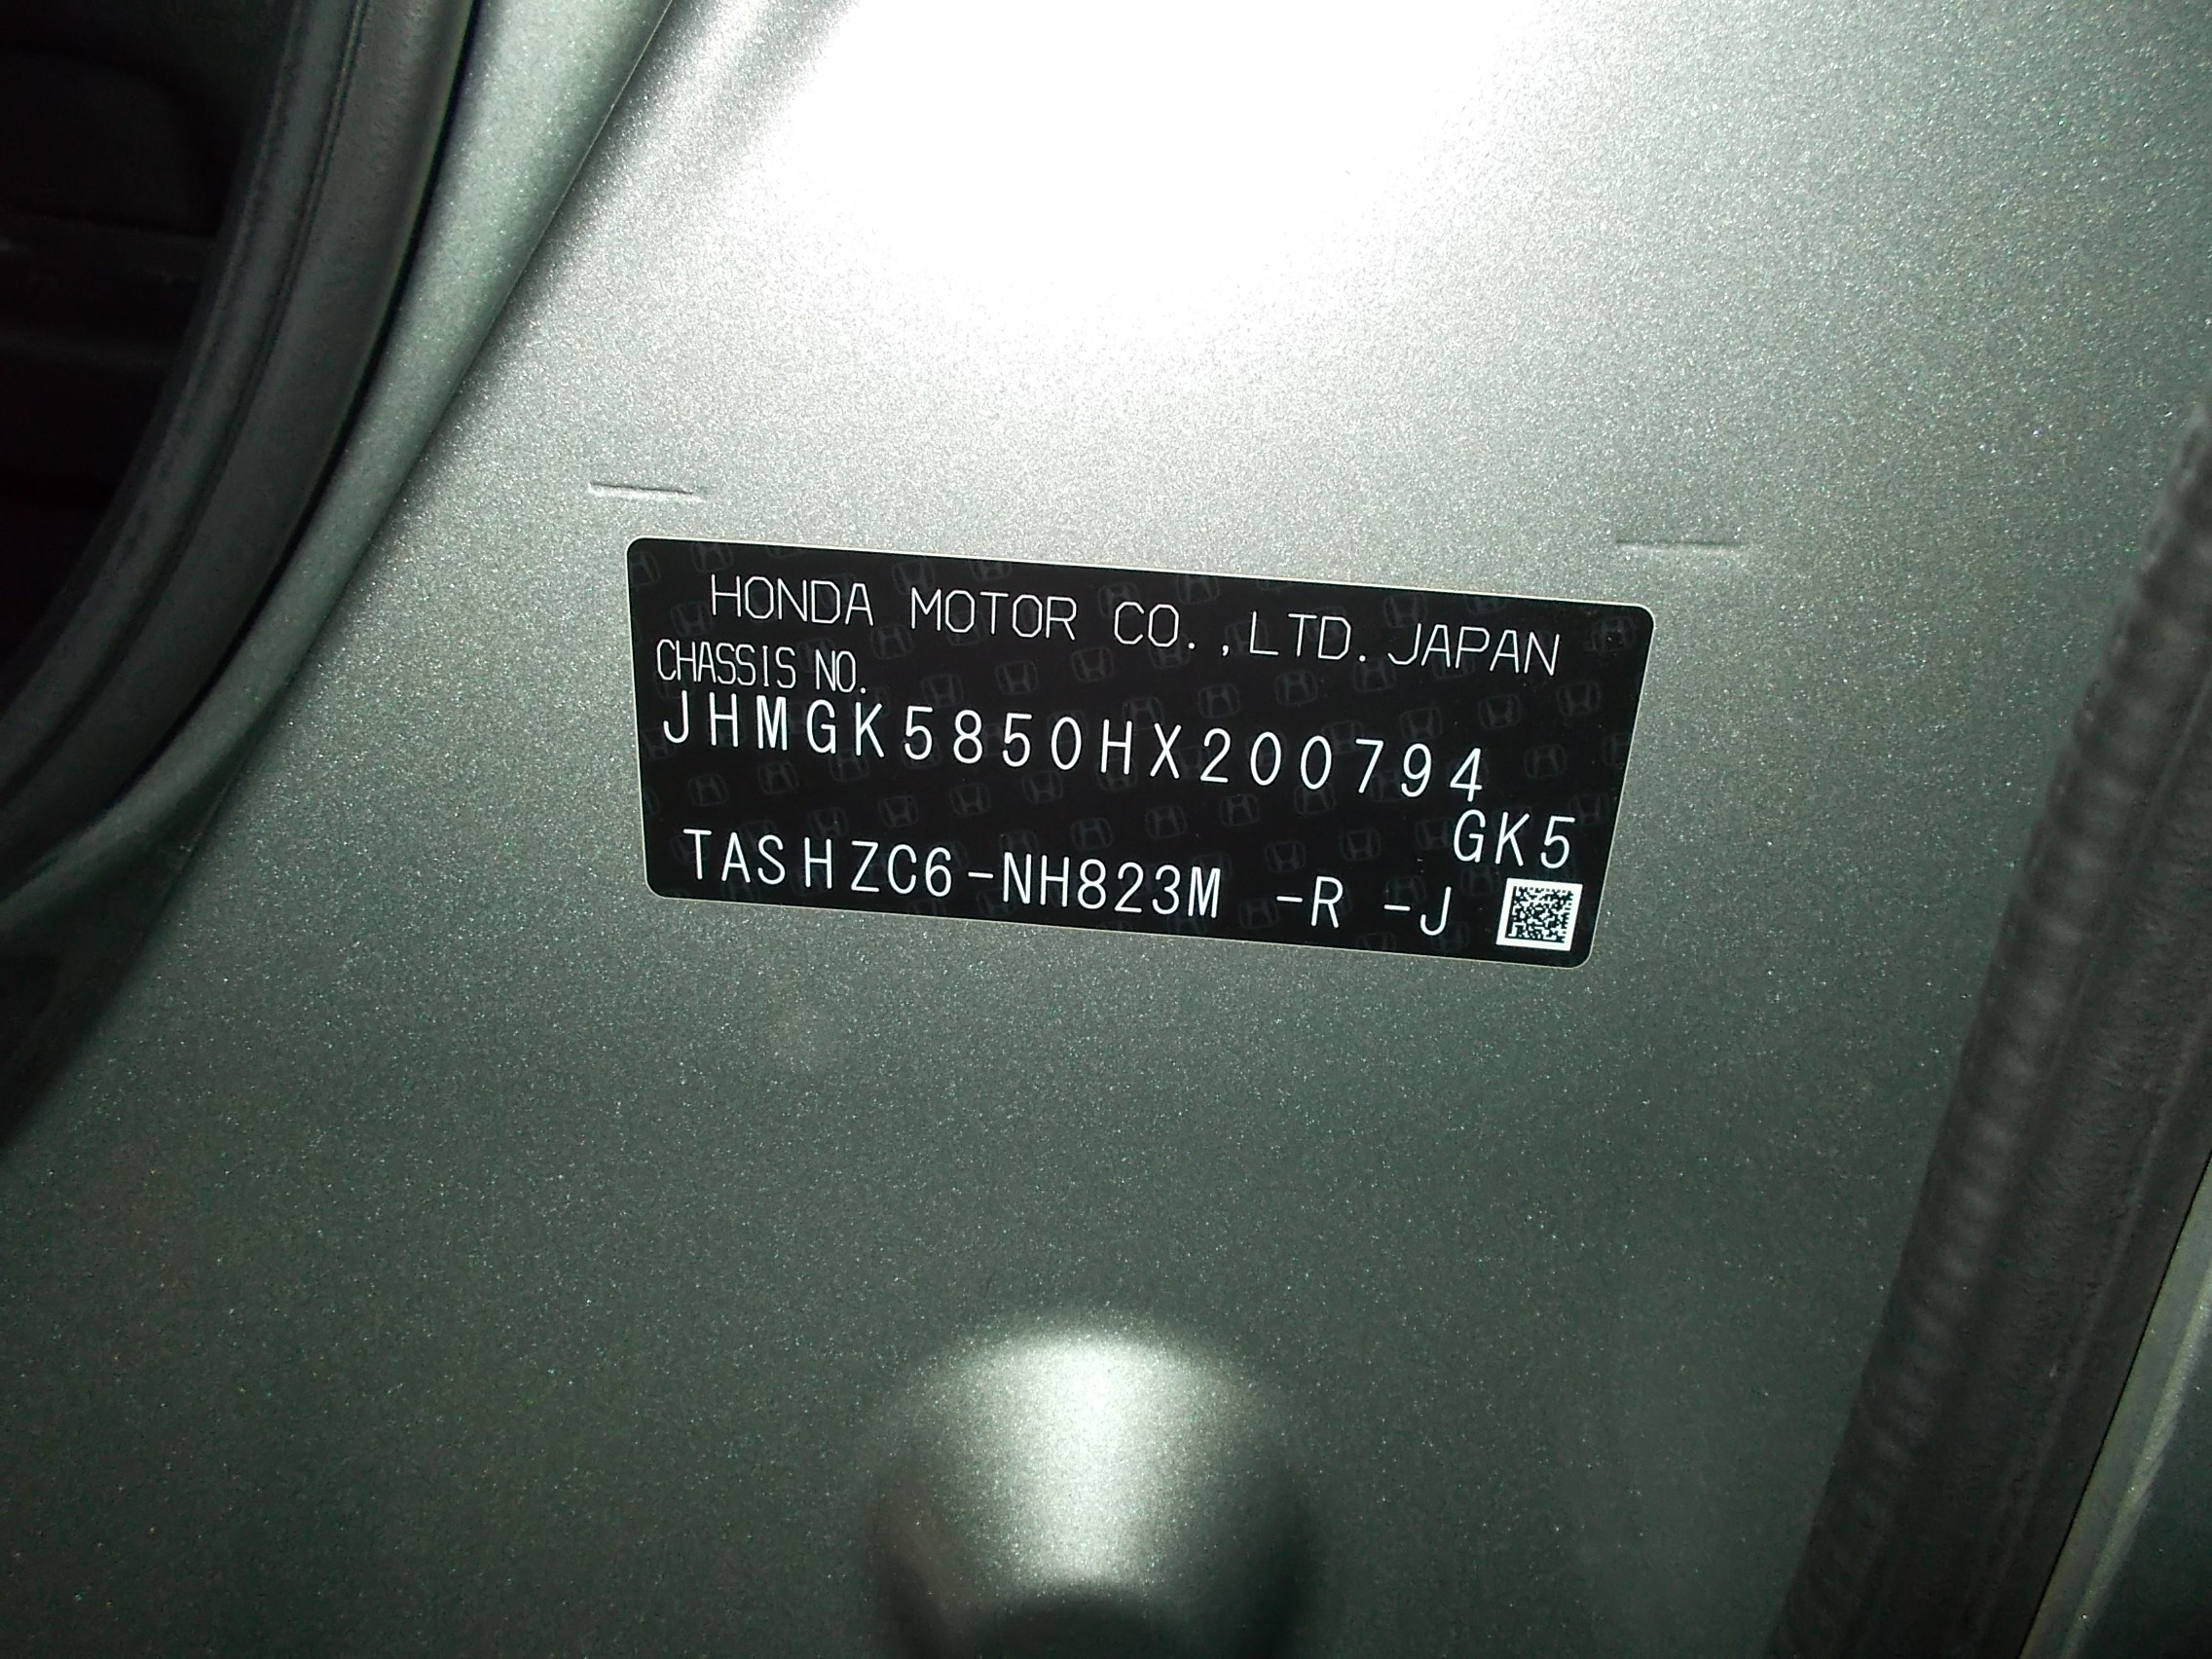 HONDA MOTOR CO.,LTD.JAPAN
CHASSIS NO.
JHMGK5850HX200794
GK5
TASHZC6-NH823M -R -J